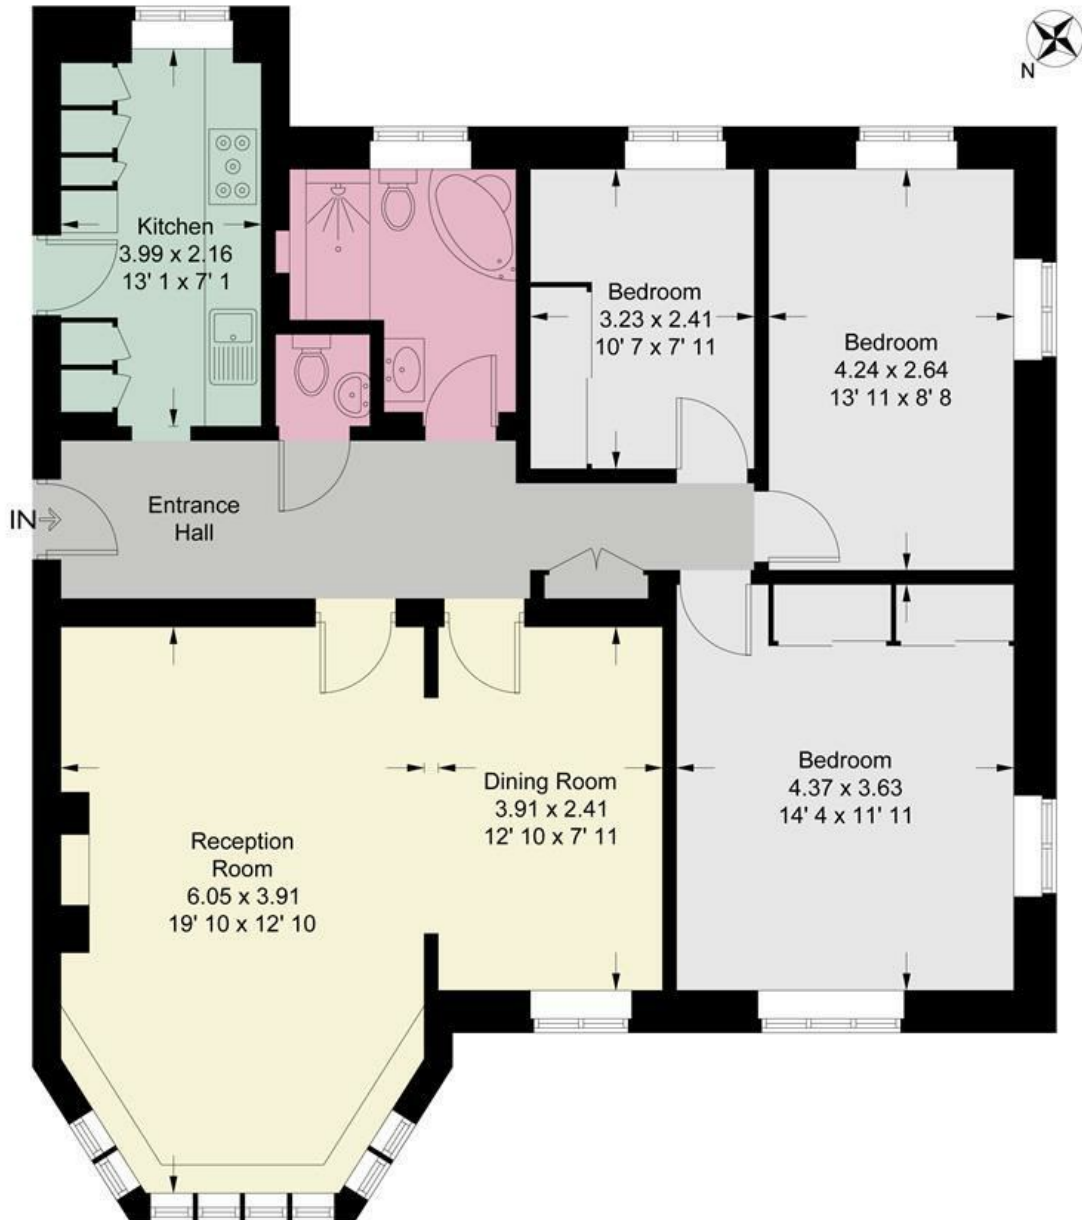 N
Kitchen
3.99 x 2.16
13' 1 x 7' 1
Bedroom
3.23 x 2.41
10' 7 x 7' 11
Bedroom
4.24 x 2.64
13' 11 x 8' 8
IN
Entrance
Hall
Reception
Room
6.05 x 3.91
19' 10 x 12' 10
Dining Room
3.91 x 2.41
12' 10 x 7' 11
Bedroom
4.37 x 3.63
14' 4 x 11' 11